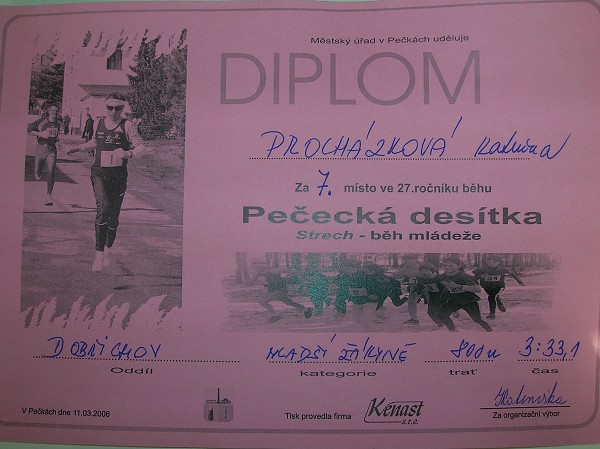 Městský úřad v Pečkách uděluje
DIPLOM
PROCHÁZKOVÁ
Za 7. místo ve 27.ročníku běhu
Pečecká desítka
Strech - běh mládeže
DOBŘICHOV MLADŠÍ ŽÁKYNĚ 800m 3:33,1
Oddíl kategorie trať čas
V Pečkách dne 11.03.2006 Tisk provedla firma Kenast s.r.o. Za organizační výbor